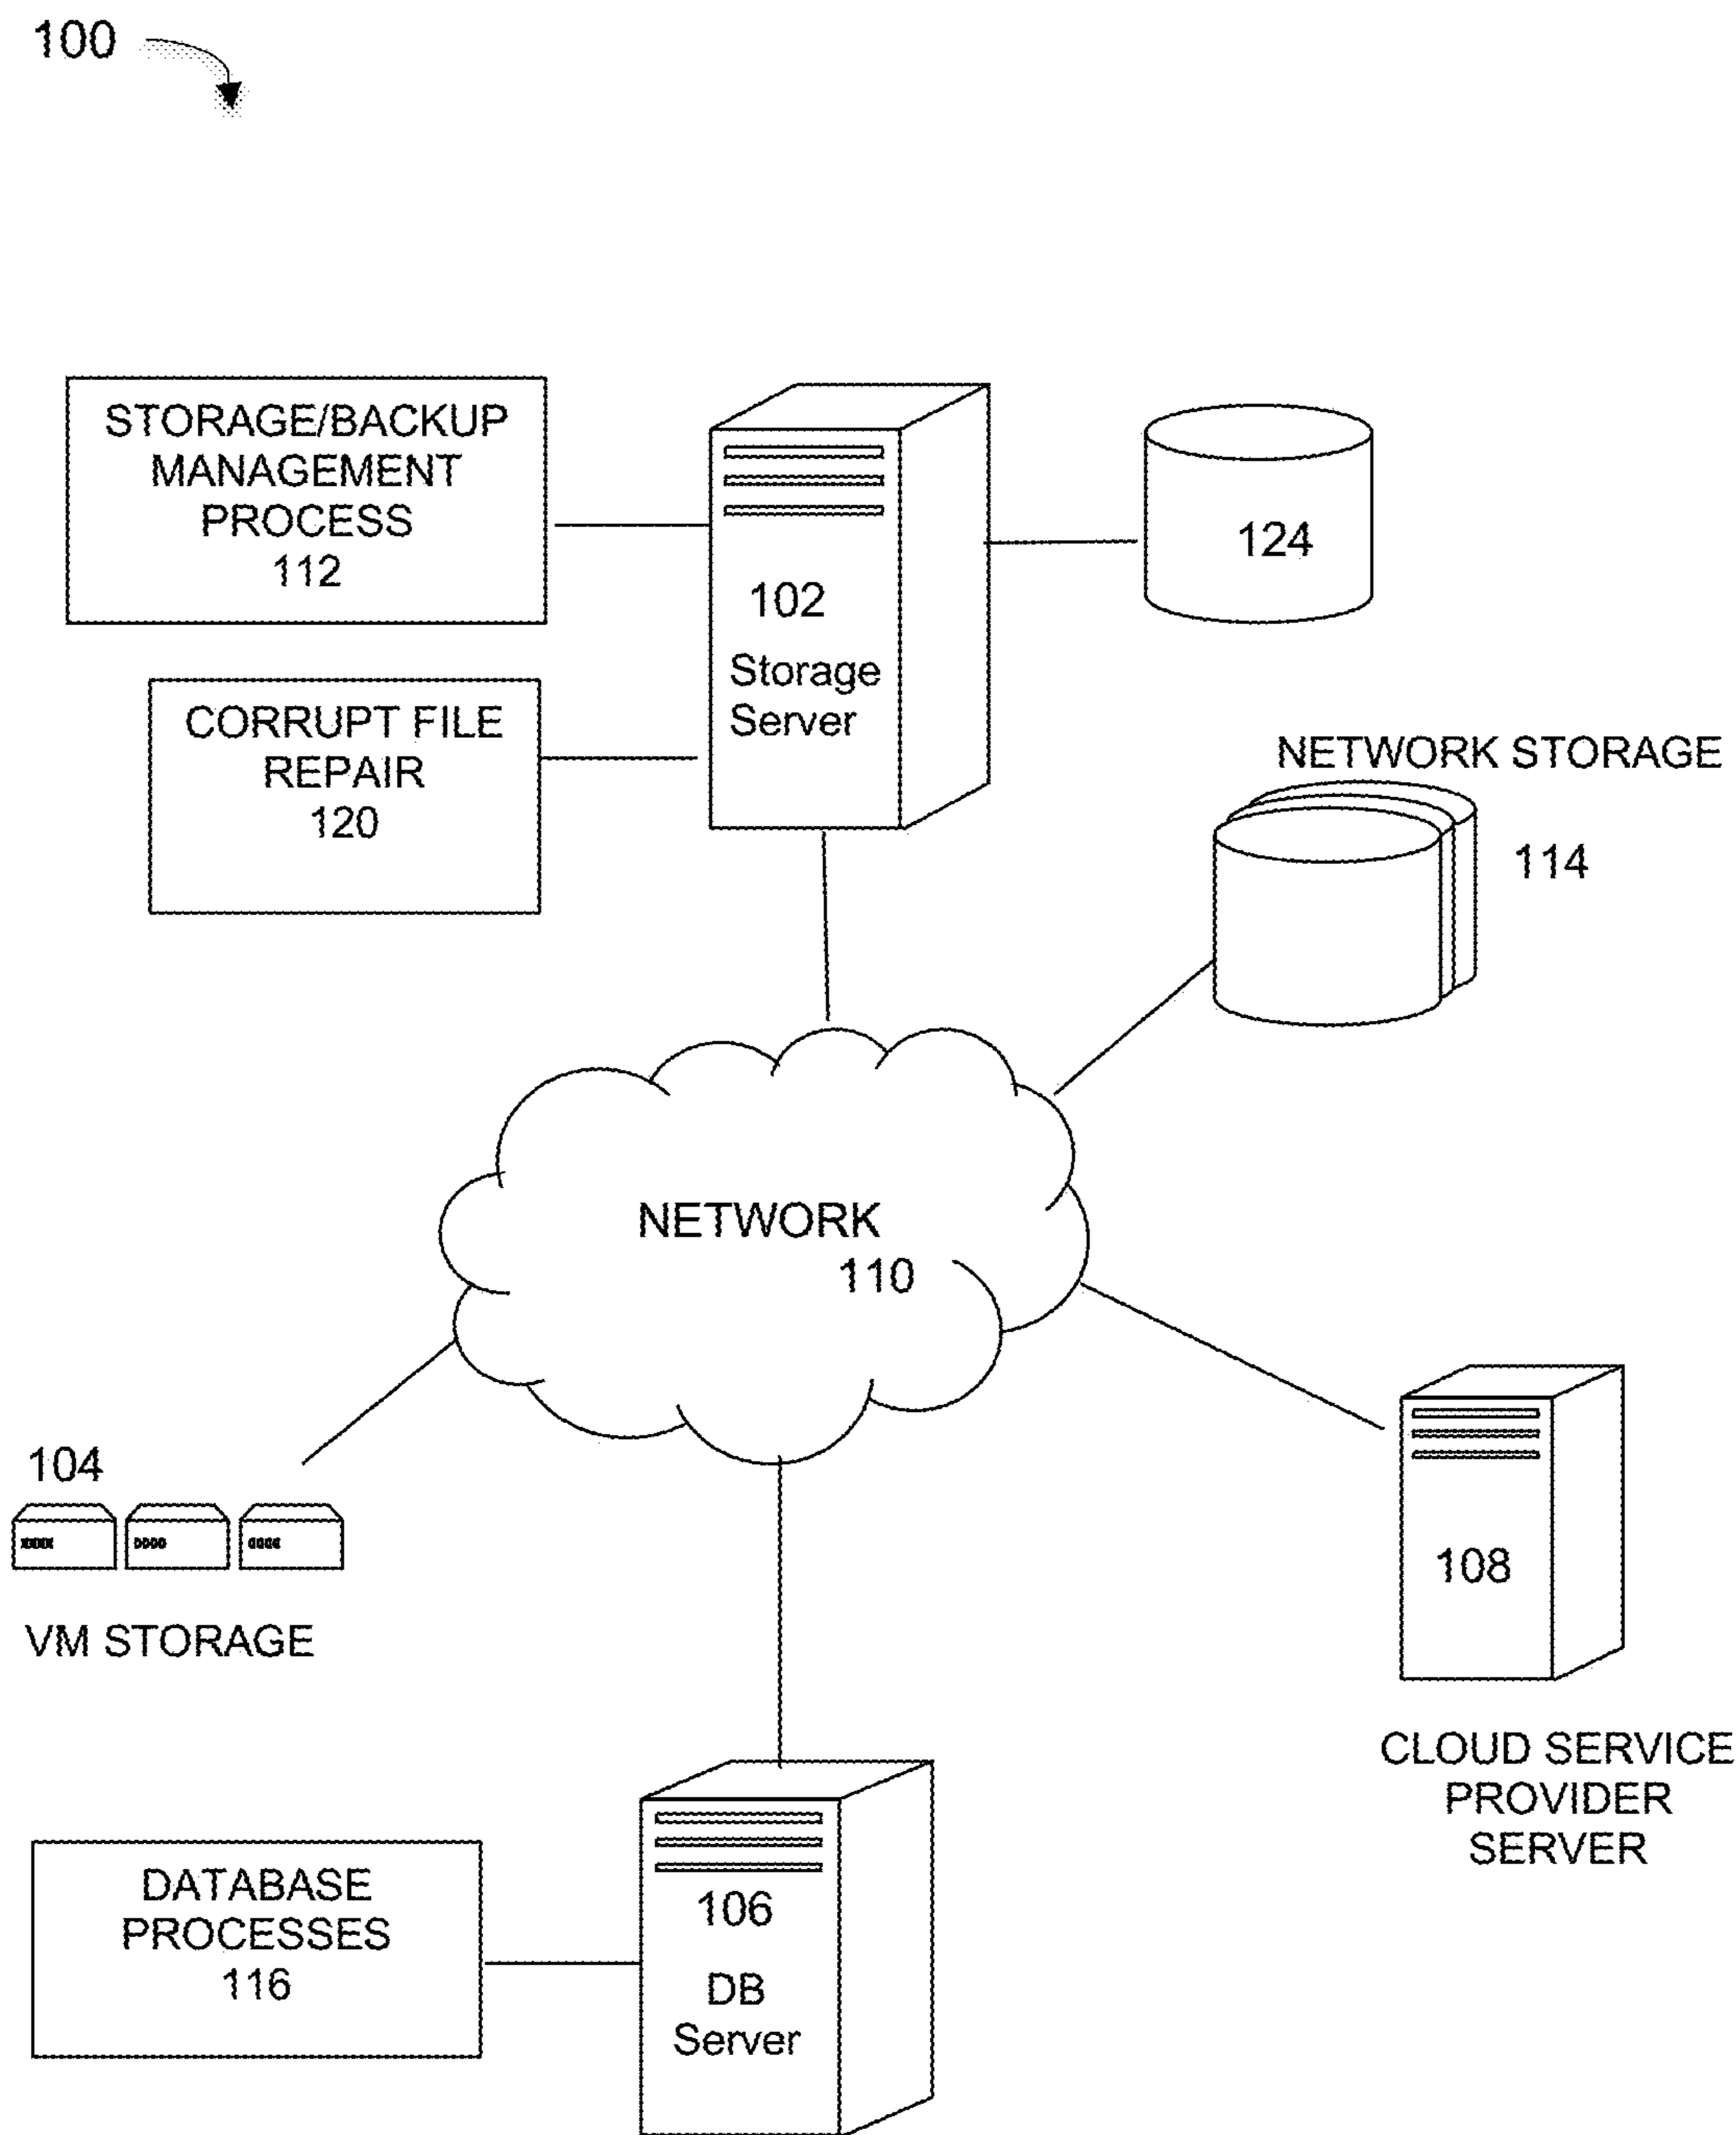 100
STORAGE/BACKUP
MANAGEMENT
PROCESS
112
102
Storage
Server
124
CORRUPT FILE
REPAIR
120
NETWORK STORAGE
114
NETWORK
110
104
VM STORAGE
108
CLOUD SERVICE
PROVIDER
SERVER
DATABASE
PROCESSES
116
106
DB
Server